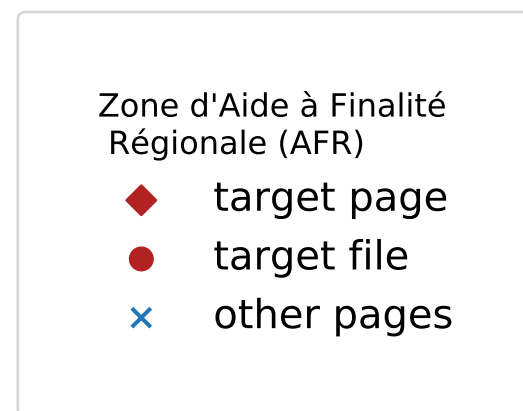 Zone d'Aide à Finalité
Régionale (AFR)
target page
target file
other pages